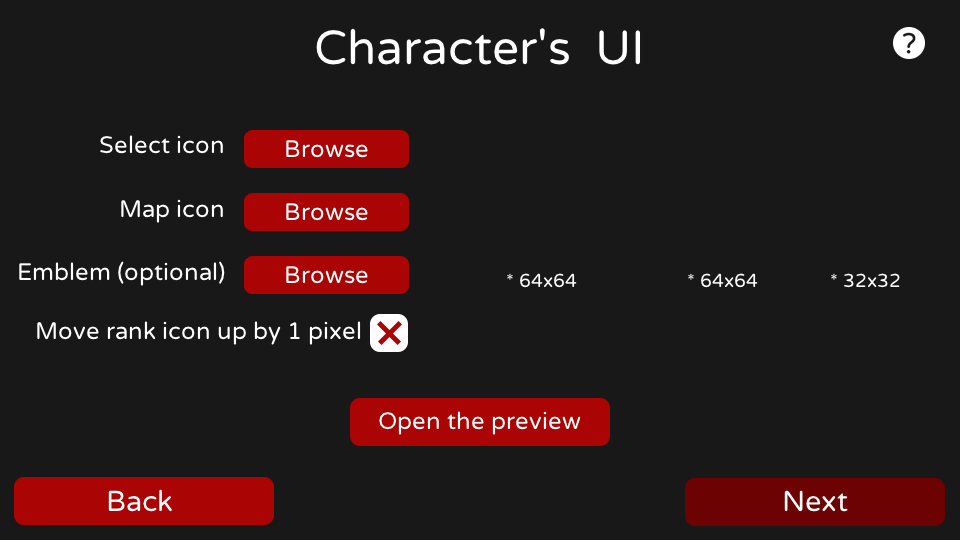 Character's UI
?
Select icon
Browse
Map icon
Browse
Emblem (optional)
Browse
* 64x64
* 64x64
* 32x32
Move rank icon up by 1 pixel
Open the preview
Back
Next